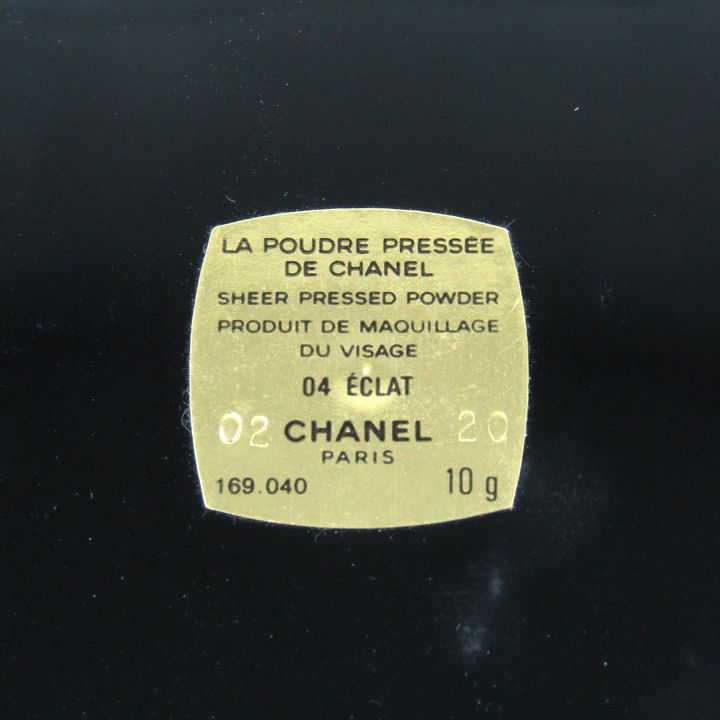 LA POUDRE PRESSÉE
DE CHANEL
SHEER PRESSED POWDER
PRODUIT DE MAQUILLAGE
DU VISAGE
04 ÉCLAT
02 CHANEL 20
PARIS
169.040 10 g